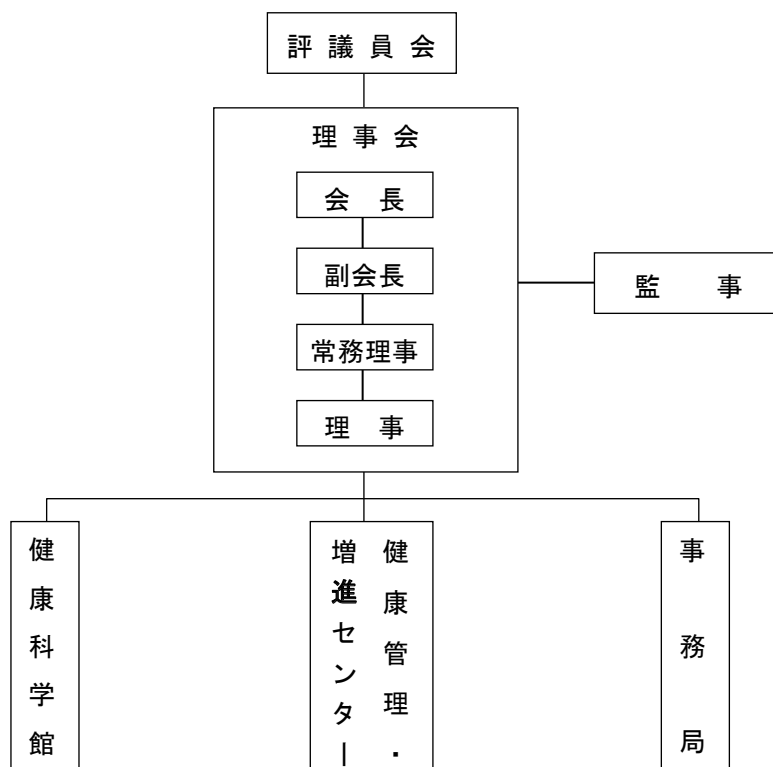 評議員会
理事会
会長
副会長
監事
常務理事
理事
健康科学館
健康管理・
増進センター
事務局